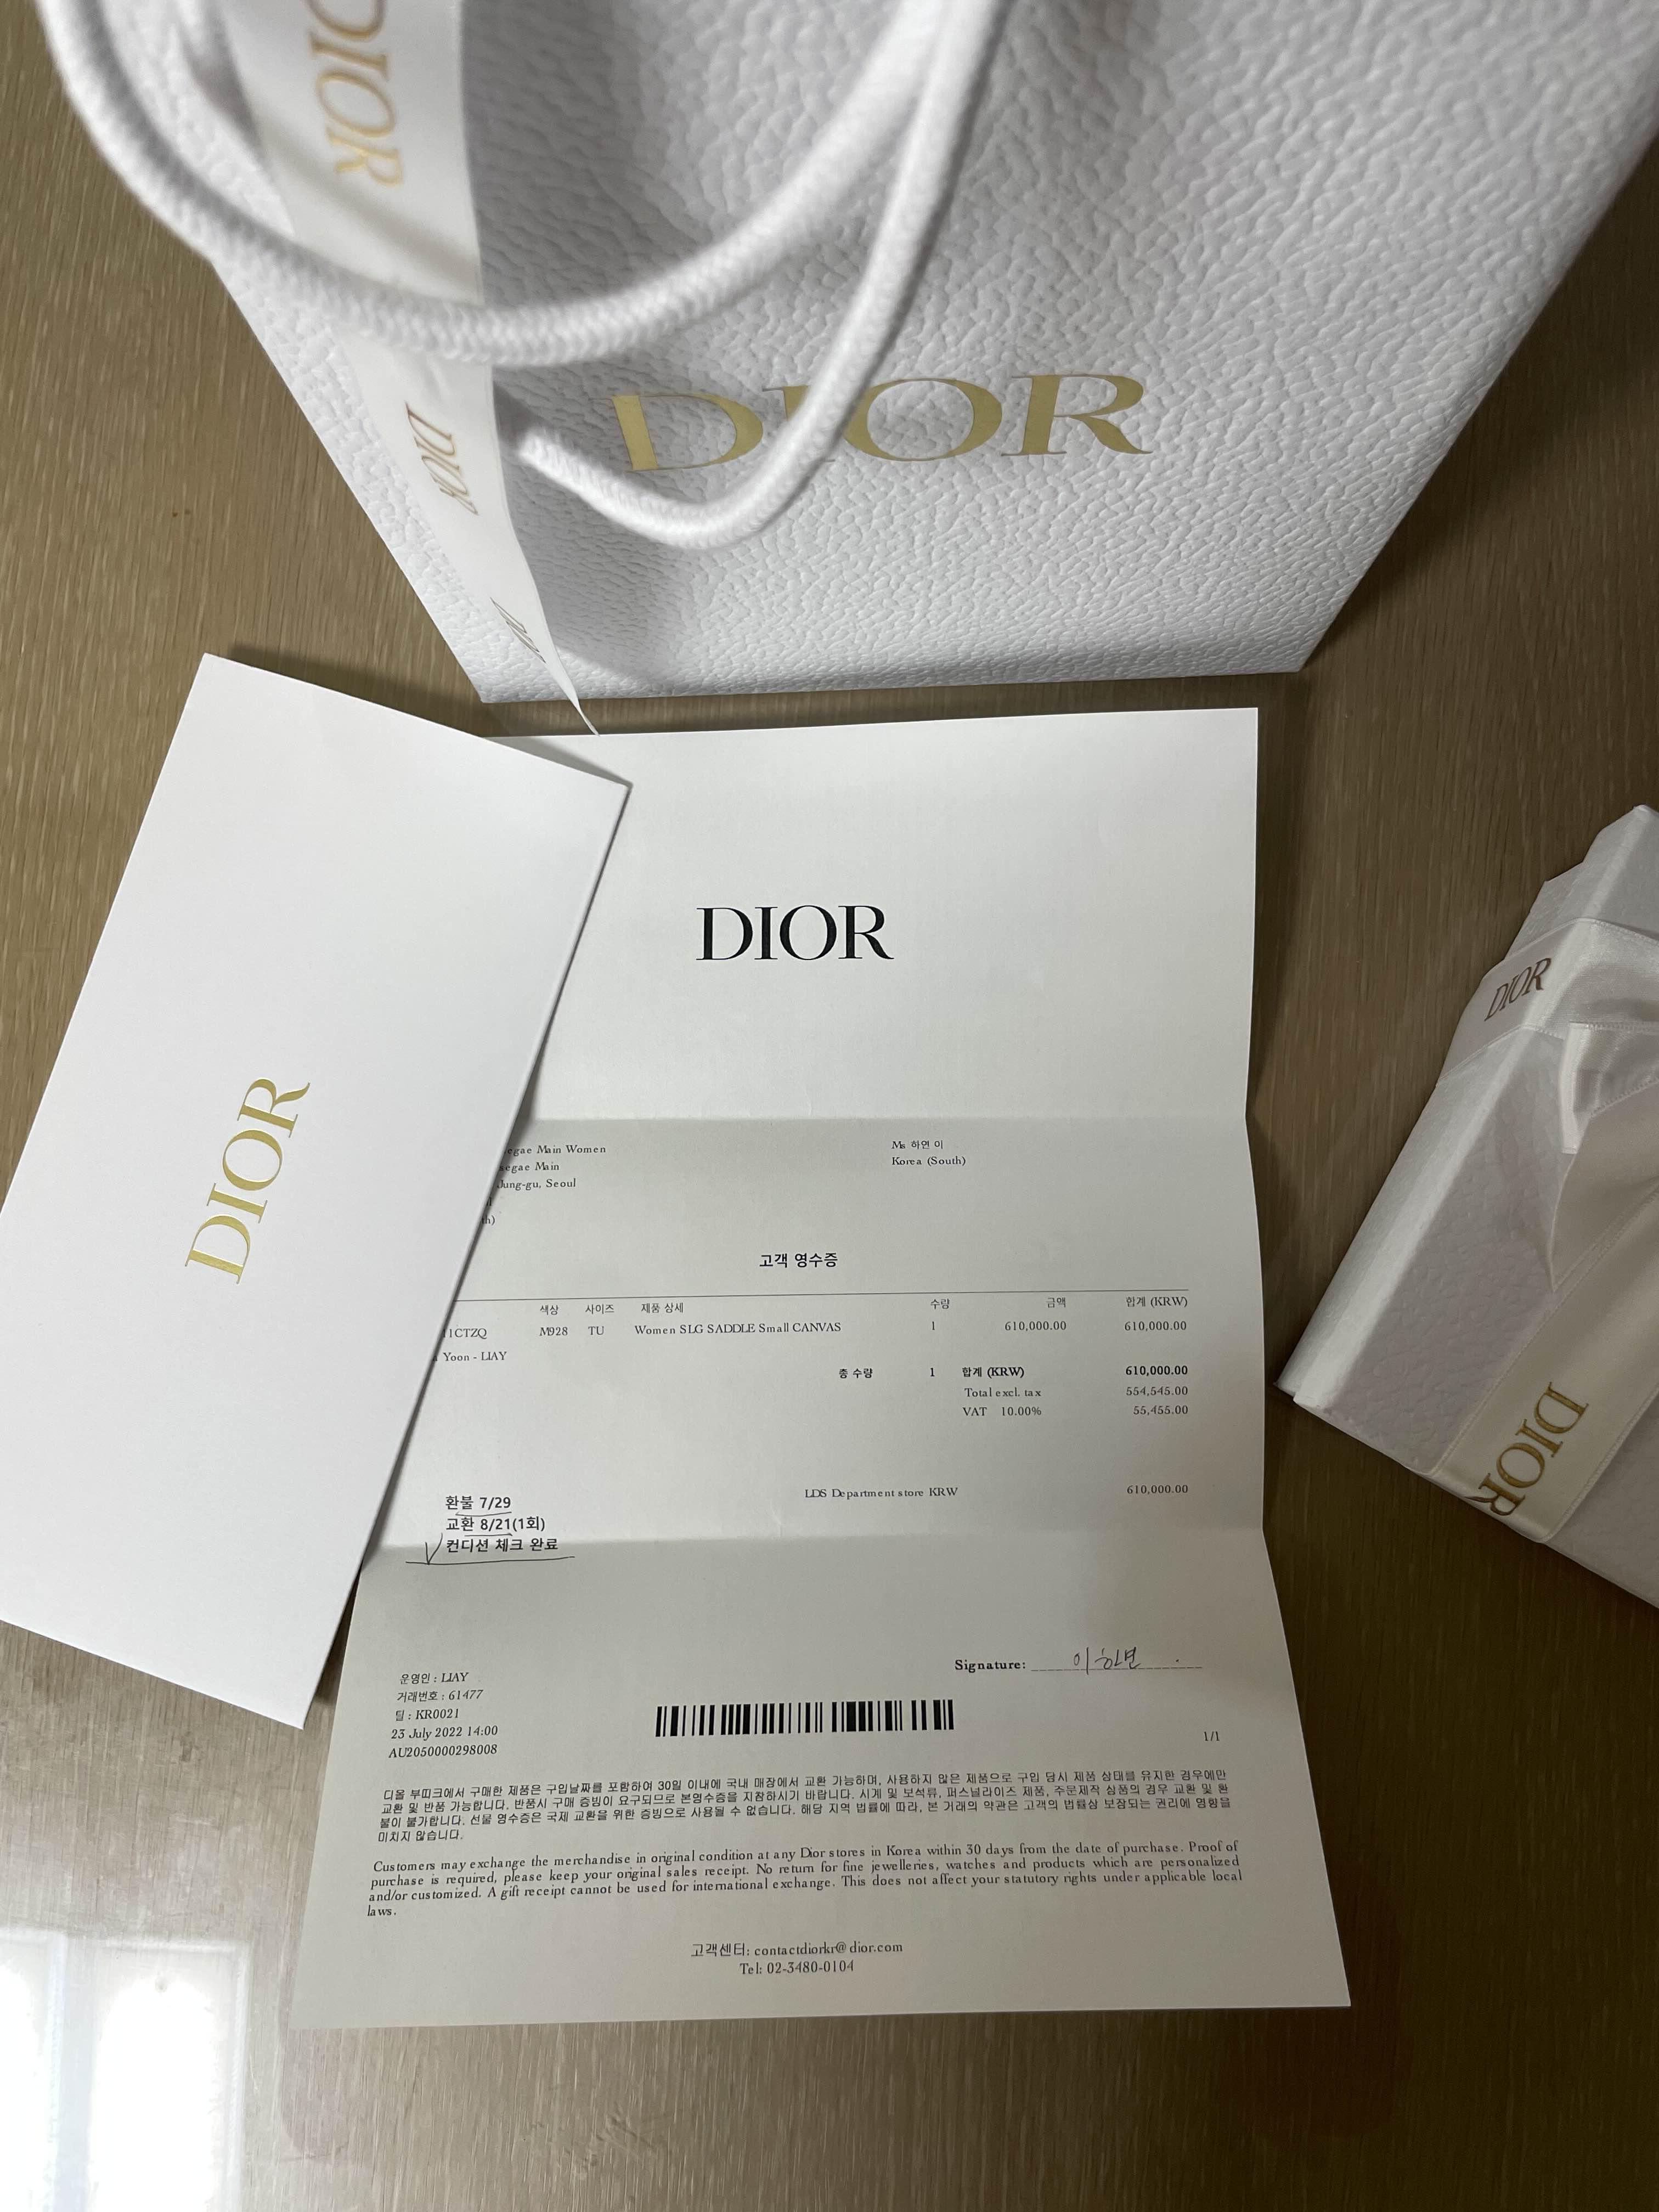 DIOR
DIOR
DIOR
DIOR
DIOR
DIOR
DIOR
Main Women
Main
Jung-gu, Seoul
Ms 하연 이
Korea (South)
고객 영수증
색상 사이즈 제품 상세 수량 금액 합계 (KRW)
M928 TU Women SLG SADDLE Small CANVAS 1 610,000.00 610,000.00
Yoon - LIAY
총 수량 1 합계 (KRW) 610,000.00
Total excl. tax 554,545.00
VAT 10.00% 55,455.00
LDS Department store KRW 610,000.00
환불 7/29
교환 8/21(1회)
컨디션 체크 완료
Signature: 이하연
운영인 : LIAY
거래번호 : 61477
틸 : KR0021
23 July 2022 14:00
AU2050000298008
1/1
디올 부띠크에서 구매한 제품은 구입날짜를 포함하여 30일 이내에 국내 매장에서 교환 가능하며, 사용하지 않은 제품으로 구입 당시 제품 상태를 유지한 경우에만
교환 및 반품 가능합니다. 반품시 구매 증빙이 요구되므로 본영수증을 지참하시기 바랍니다. 시계 및 보석류, 퍼스널라이즈 제품, 주문제작 상품의 경우 교환 및 환
불이 불가합니다. 선물 영수증은 국제 교환을 위한 증빙으로 사용될 수 없습니다. 해당 지역 법률에 따라, 본 거래의 약관은 고객의 법률상 보장되는 권리에 영향을
미치지 않습니다.
Customers may exchange the merchandise in original condition at any Dior stores in Korea within 30 days from the date of purchase. Proof of
purchase is required, please keep your original sales receipt. No return for fine jewelleries, watches and products which are personalized
and/or customized. A gift receipt cannot be used for international exchange. This does not affect your statutory rights under applicable local
laws.
고객센터: contactdiorkr@dior.com
Tel: 02-3480-0104